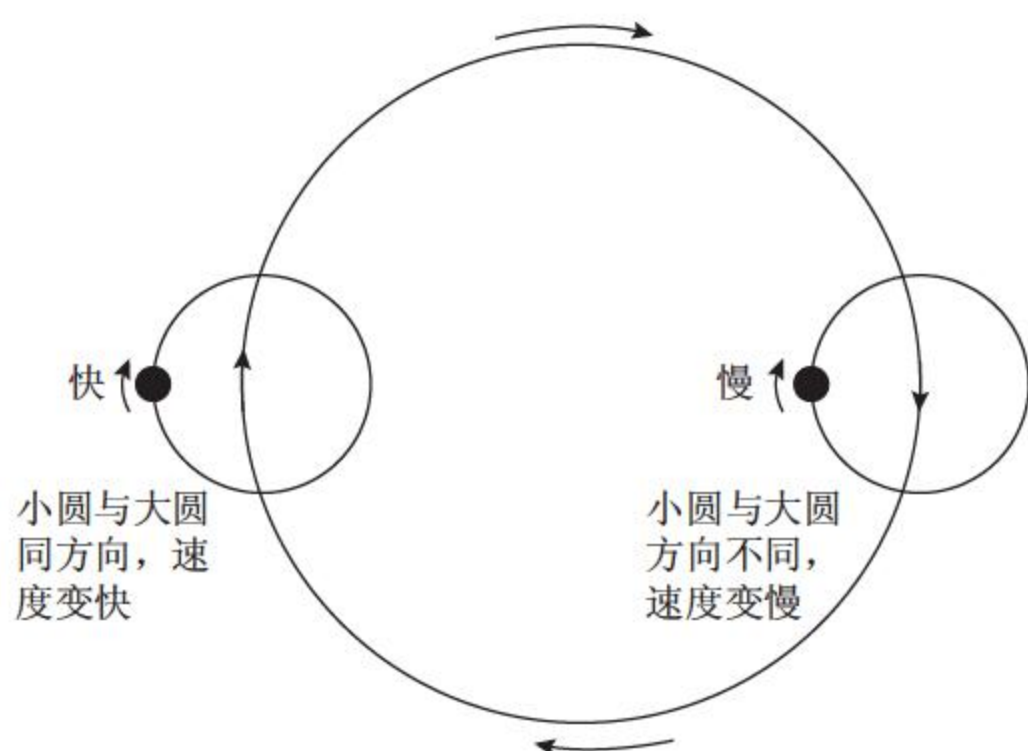 快
慢
小圆与大圆
同方向，速
度变快
小圆与大圆
方向不同，
速度变慢